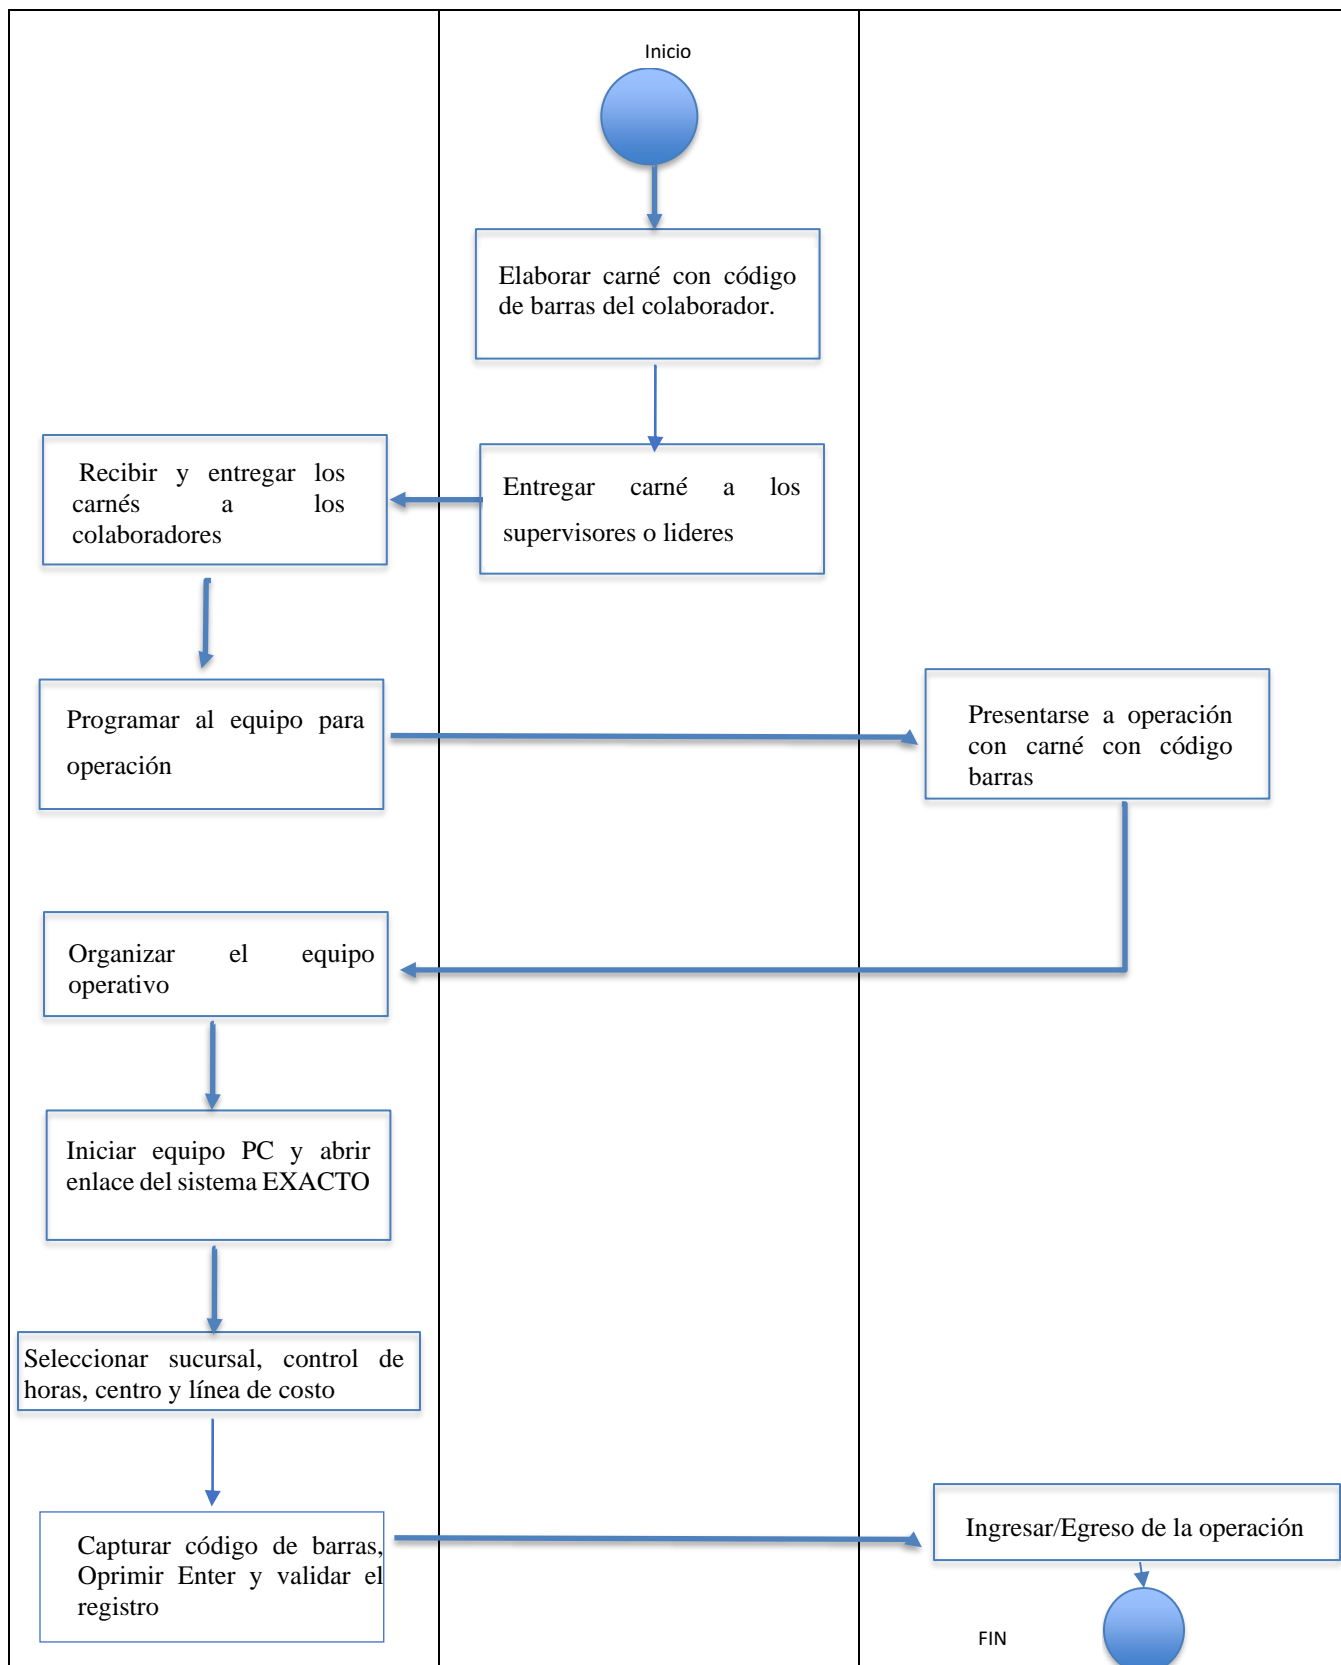 Inicio
Elaborar carné con código
de barras del colaborador.
Recibir y entregar los
carnés a los
colaboradores
Entregar carné a los
supervisores o lideres
Programar al equipo para
operación
Presentarse a operación
con carné con código
barras
Organizar el equipo
operativo
Iniciar equipo PC y abrir
enlace del sistema EXACTO
Seleccionar sucursal, control de
horas, centro y línea de costo
Capturar código de barras,
Oprimir Enter y validar el
registro
Ingresar/Egreso de la operación
FIN